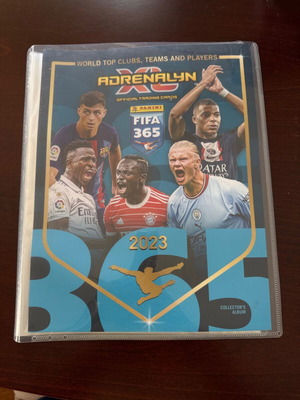 WORLD TOP CLUBS, TEAMS AND PLAYERS
ADRENALYN
XL
OFFICIAL TRADING CARDS
PANINI
FIFA
365
2023
365
COLLECTOR'S
ALBUM